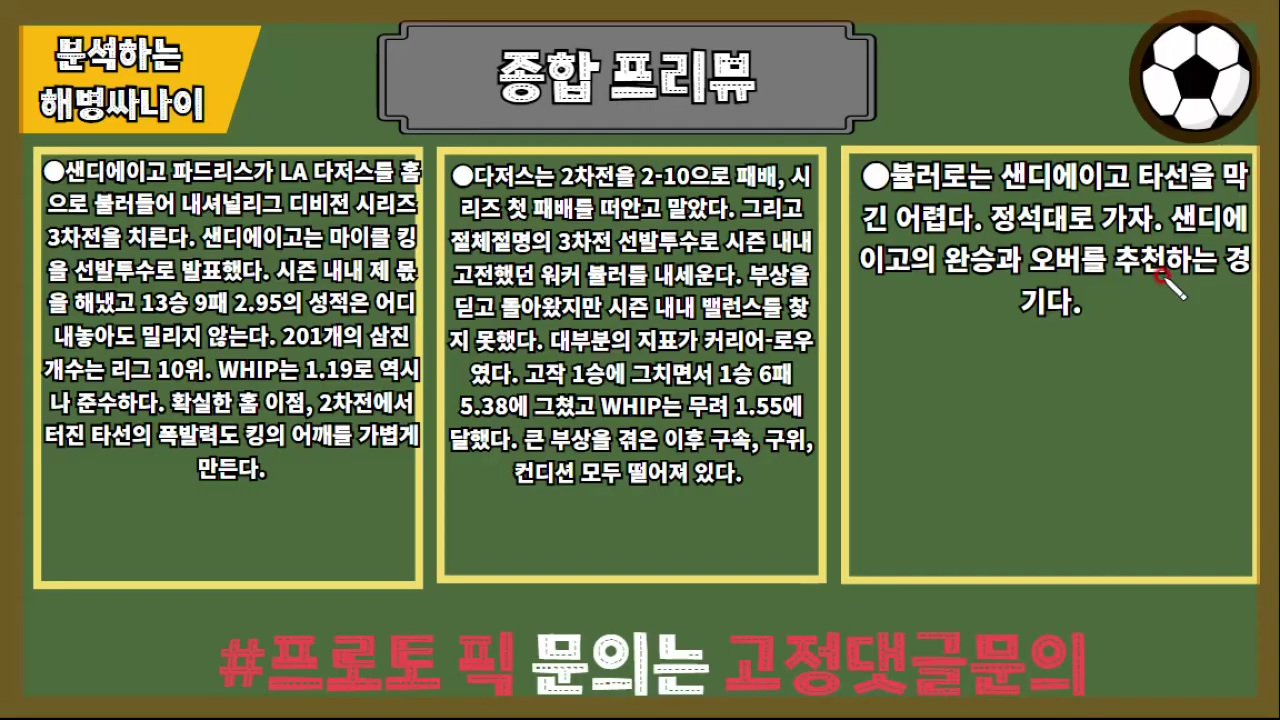 분석하는
해병싸나이
종합 프리뷰
●샌디에이고 파드리스가 LA 다저스를 홈
으로 불러들어 내셔널리그 디비전 시리즈
3차전을 치른다. 샌디에이고는 마이클 킹
을 선발투수로 발표했다. 시즌 내내 제 몫
을 해냈고 13승 9패 2.95의 성적은 어디
내놓아도 밀리지 않는다. 201개의 삼진
개수는 리그 10위. WHIP는 1.19로 역시
나 준수하다. 확실한 홈 이점, 2차전에서
터진 타선의 폭발력도 킹의 어깨를 가볍게
만든다.
●다저스는 2차전을 2-10으로 패배, 시
리즈 첫 패배를 떠안고 말았다. 그리고
절체절명의 3차전 선발투수로 시즌 내내
고전했던 워커 뷸러를 내세운다. 부상을
딛고 돌아왔지만 시즌 내내 밸런스를 찾
지 못했다. 대부분의 지표가 커리어-로우
였다. 고작 1승에 그치면서 1승 6패
5.38에 그쳤고 WHIP는 무려 1.55에
달했다. 큰 부상을 겪은 이후 구속, 구위,
컨디션 모두 떨어져 있다.
●뷸러로는 샌디에이고 타선을 막
긴 어렵다. 정석대로 가자. 샌디에
이고의 완승과 오버를 추천하는 경
기다.
#프로토 픽 문의는 고정댓글문의